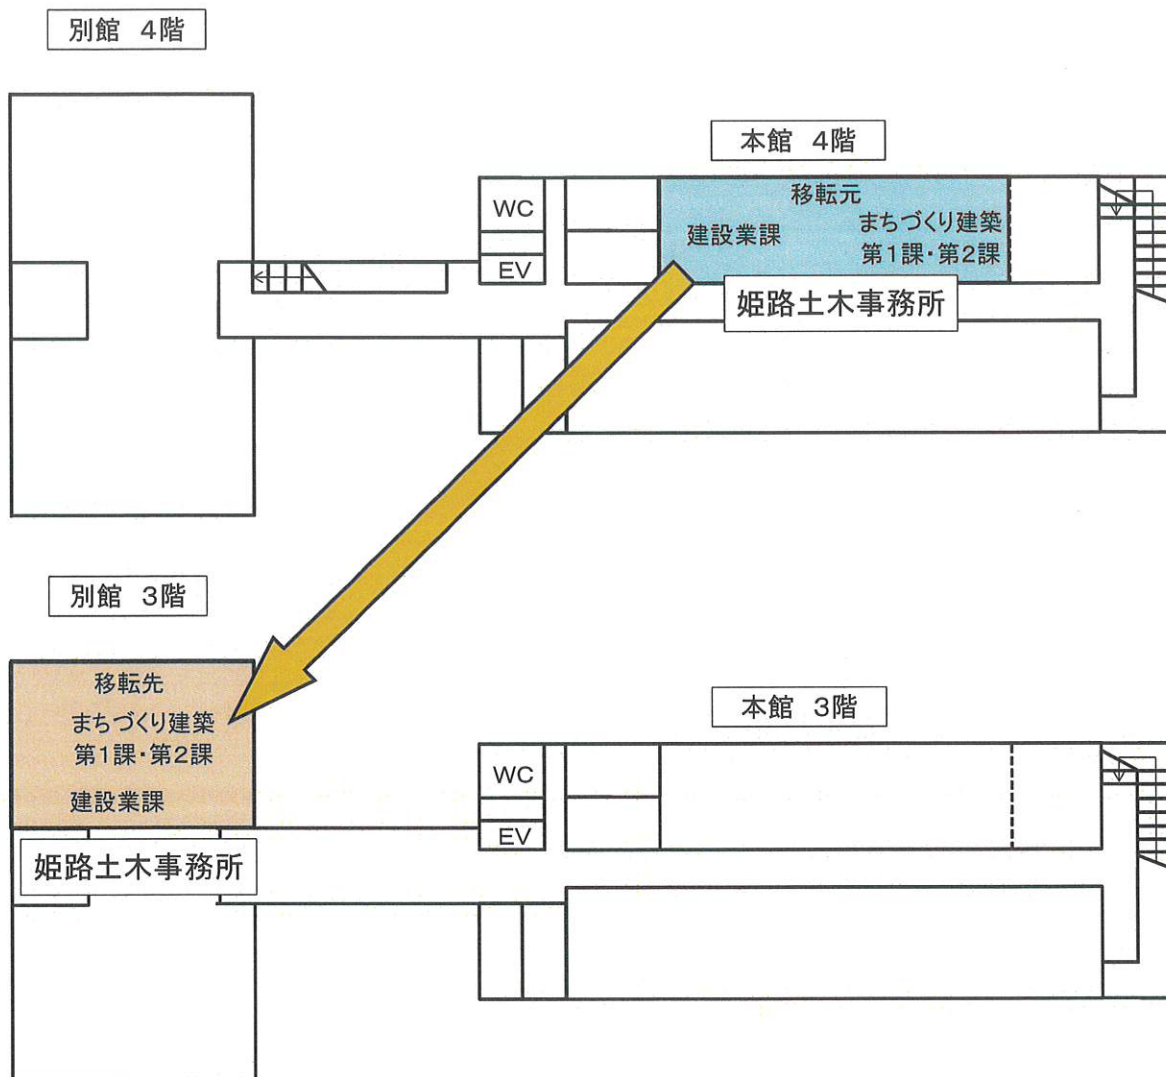 別館 4階
本館 4階
WC
EV
移転元
建設業課
まちづくり建築
第1課・第2課
姫路土木事務所
別館 3階
移転先
まちづくり建築
第1課・第2課
建設業課
姫路土木事務所
本館 3階
WC
EV